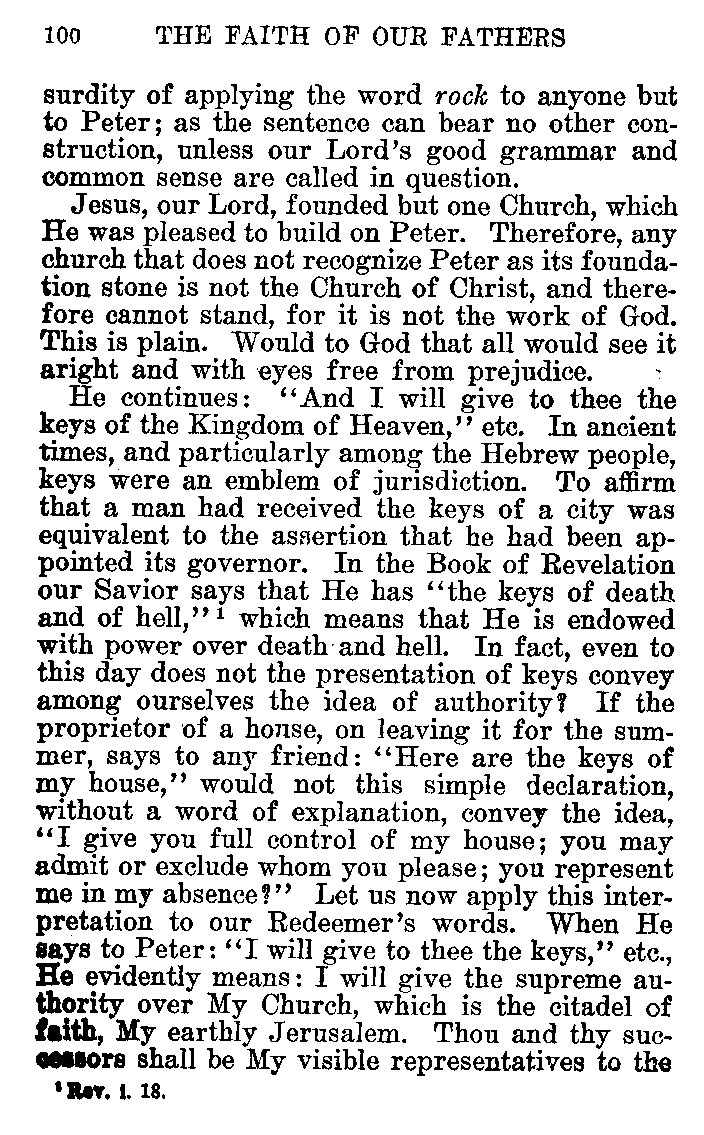 100 THE FAITH OF OUR FATHERS
surdity of applying the word rock to anyone but
to Peter; as the sentence can bear no other con-
struction, unless our Lord's good grammar and
common sense are called in question.
Jesus, our Lord, founded but one Church, which
He was pleased to build on Peter. Therefore, any
church that does not recognize Peter as its founda-
tion stone is not the Church of Christ, and there-
fore cannot stand, for it is not the work of God.
This is plain. Would to God that all would see it
aright and with eyes free from prejudice.
He continues: "And I will give to thee the
keys of the Kingdom of Heaven," etc. In ancient
times, and particularly among the Hebrew people,
keys were an emblem of jurisdiction. To affirm
that a man had received the keys of a city was
equivalent to the assertion that he had been ap-
pointed its governor. In the Book of Revelation
our Savior says that He has "the keys of death
and of hell,"¹ which means that He is endowed
with power over death and hell. In fact, even to
this day does not the presentation of keys convey
among ourselves the idea of authority? If the
proprietor of a house, on leaving it for the sum-
mer, says to any friend: "Here are the keys of
my house," would not this simple declaration,
without a word of explanation, convey the idea,
"I give you full control of my house; you may
admit or exclude whom you please; you represent
me in my absence?" Let us now apply this inter-
pretation to our Redeemer's words. When He
says to Peter: "I will give to thee the keys," etc.,
He evidently means: I will give the supreme au-
thority over My Church, which is the citadel of
faith, My earthly Jerusalem. Thou and thy suc-
cessors shall be My visible representatives to the
¹ Rev. i. 18.